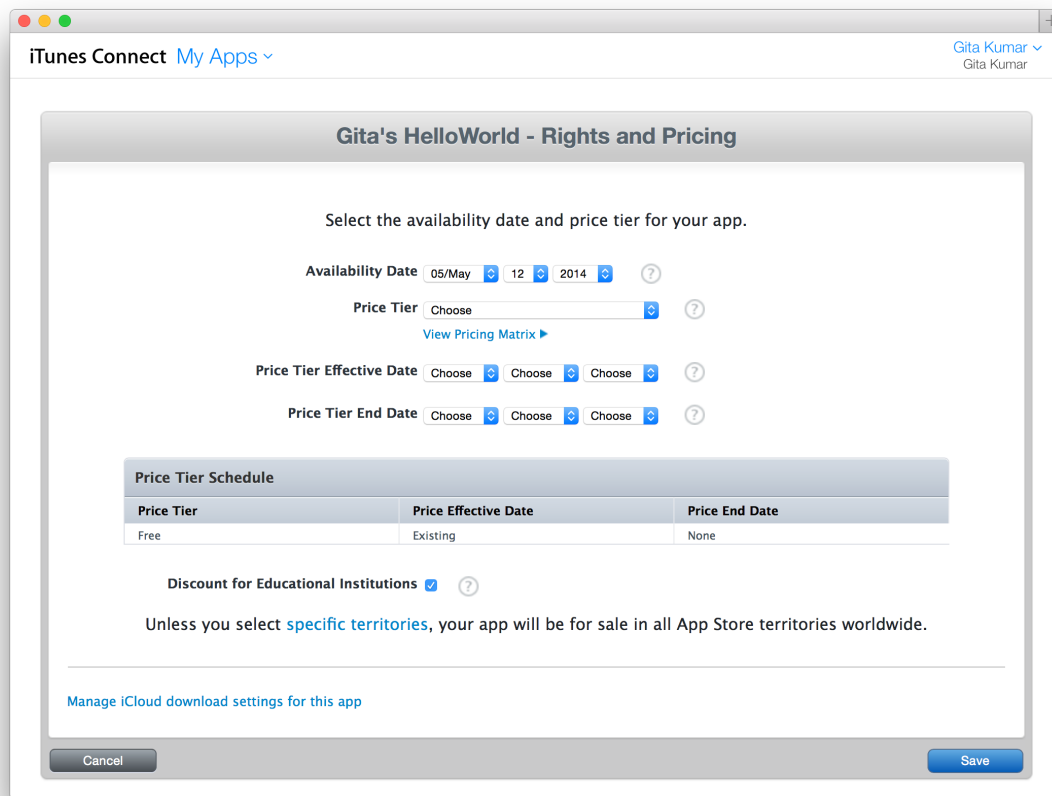 iTunes Connect My Apps
Gita Kumar
Gita Kumar
Gita's HelloWorld - Rights and Pricing
Select the availability date and price tier for your app.
Availability Date 05/May 12 2014 ?
Price Tier Choose ?
View Pricing Matrix
Price Tier Effective Date Choose Choose Choose ?
Price Tier End Date Choose Choose Choose ?
Price Tier Schedule
Price Tier Price Effective Date Price End Date
Free Existing None
Discount for Educational Institutions ?
Unless you select specific territories, your app will be for sale in all App Store territories worldwide.
Manage iCloud download settings for this app
Cancel Save